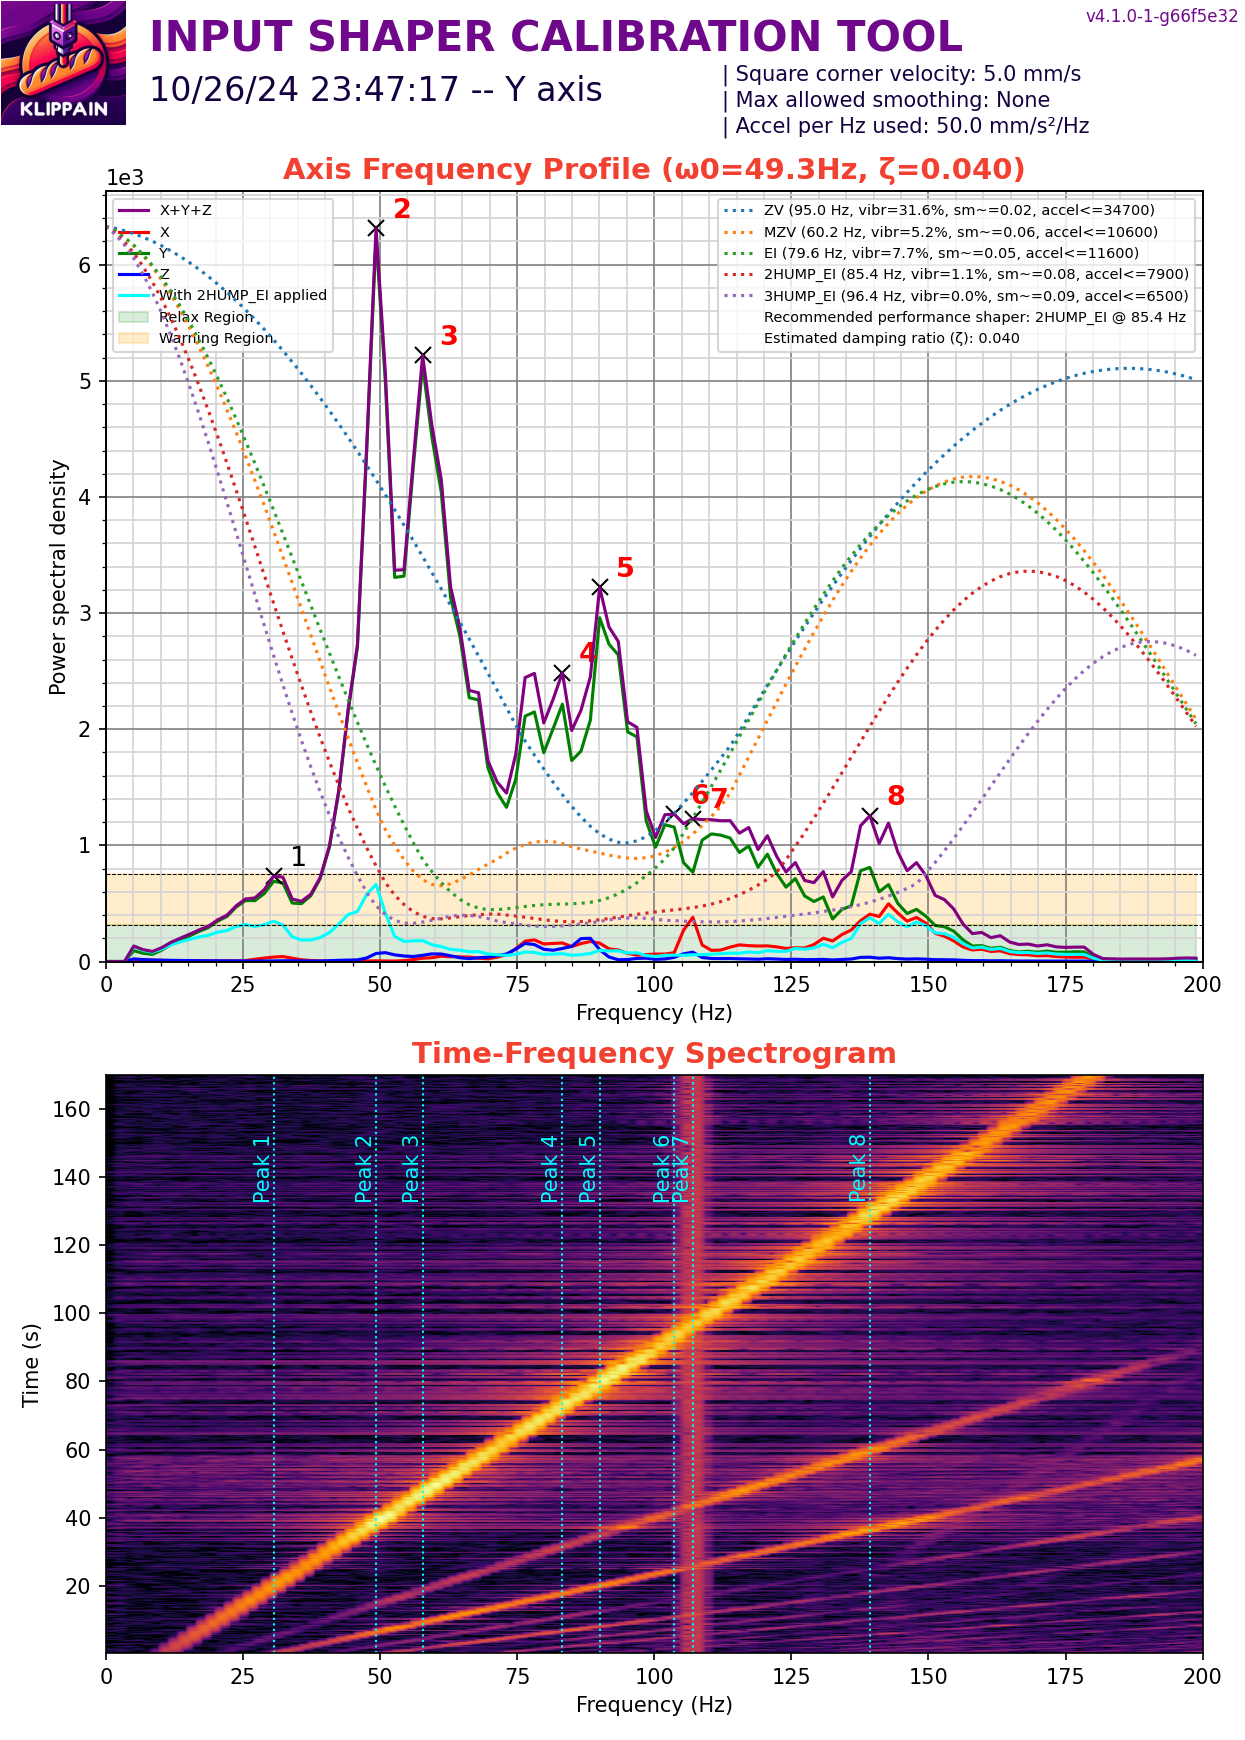 v4.1.0-1-g66f5e32
INPUT SHAPER CALIBRATION TOOL
10/26/24 23:47:17 -- Y axis
| Square corner velocity: 5.0 mm/s
| Max allowed smoothing: None
| Accel per Hz used: 50.0 mm/s²/Hz
KLIPPAIN
Axis Frequency Profile (ω0=49.3Hz, ζ=0.040)
1e3
X+Y+Z
X
Y
Z
With 2HUMP_EI applied
Relax Region
Warning Region
ZV (95.0 Hz, vibr=31.6%, sm~=0.02, accel<=34700)
MZV (60.2 Hz, vibr=5.2%, sm~=0.06, accel<=10600)
EI (79.6 Hz, vibr=7.7%, sm~=0.05, accel<=11600)
2HUMP_EI (85.4 Hz, vibr=1.1%, sm~=0.08, accel<=7900)
3HUMP_EI (96.4 Hz, vibr=0.0%, sm~=0.09, accel<=6500)
Recommended performance shaper: 2HUMP_EI @ 85.4 Hz
Estimated damping ratio (ζ): 0.040
1
2
3
4
5
6
7
8
Power spectral density
6
5
4
3
2
1
0
0 25 50 75 100 125 150 175 200
Frequency (Hz)
Time-Frequency Spectrogram
Peak 1
Peak 2
Peak 3
Peak 4
Peak 5
Peak 6
Peak 7
Peak 8
Time (s)
160
140
120
100
80
60
40
20
0 25 50 75 100 125 150 175 200
Frequency (Hz)